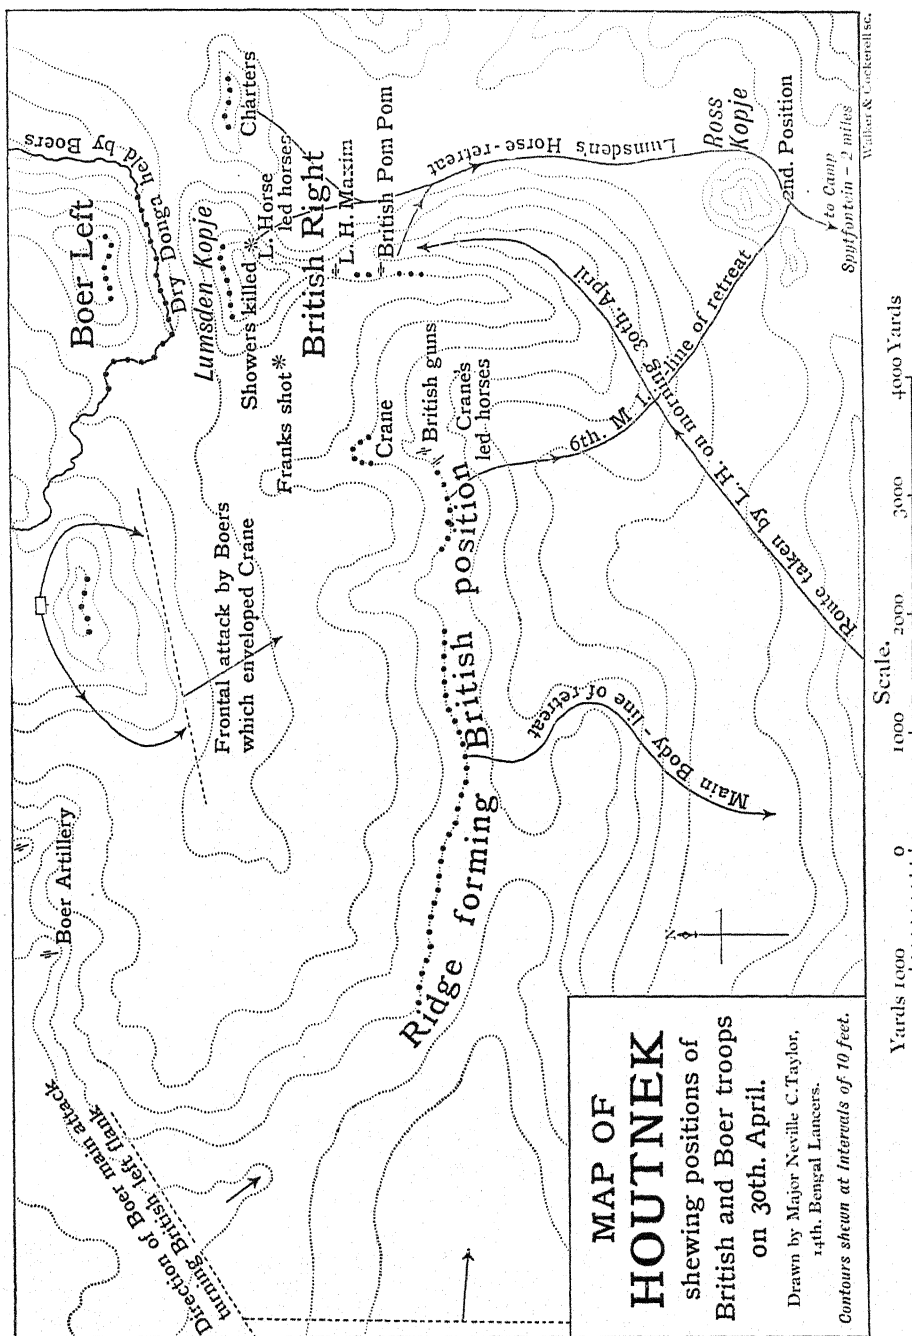 Boer Artillery
Boer Left
Dry Donga held by Boers
Lumsden Kopje
Charters
Showers killed
L. Horse
led horses
British Right
L. H. Maxim
British Pom Pom
Franks shot
Frontal attack by Boers
which enveloped Crane
Crane
British guns
Crane's
led horses
Direction of Boer main attack
turning British left flank
Ridge forming British position
6th. M. I. line of retreat
Lumsden's Horse - retreat
Ross
Kopje
2nd. Position
to Camp
Spytfontain - 2 miles
Route taken by L.H. on morning 30th. April
Main Body - line of retreat
N
MAP OF
HOUTNEK
shewing positions of
British and Boer troops
on 30th. April.
Drawn by Major Neville C. Taylor,
14th. Bengal Lancers.
Contours shewn at Intervals of 10 feet.
Walker & Cockerell sc.
Scale.
Yards 1000 0 1000 2000 3000 4000 Yards